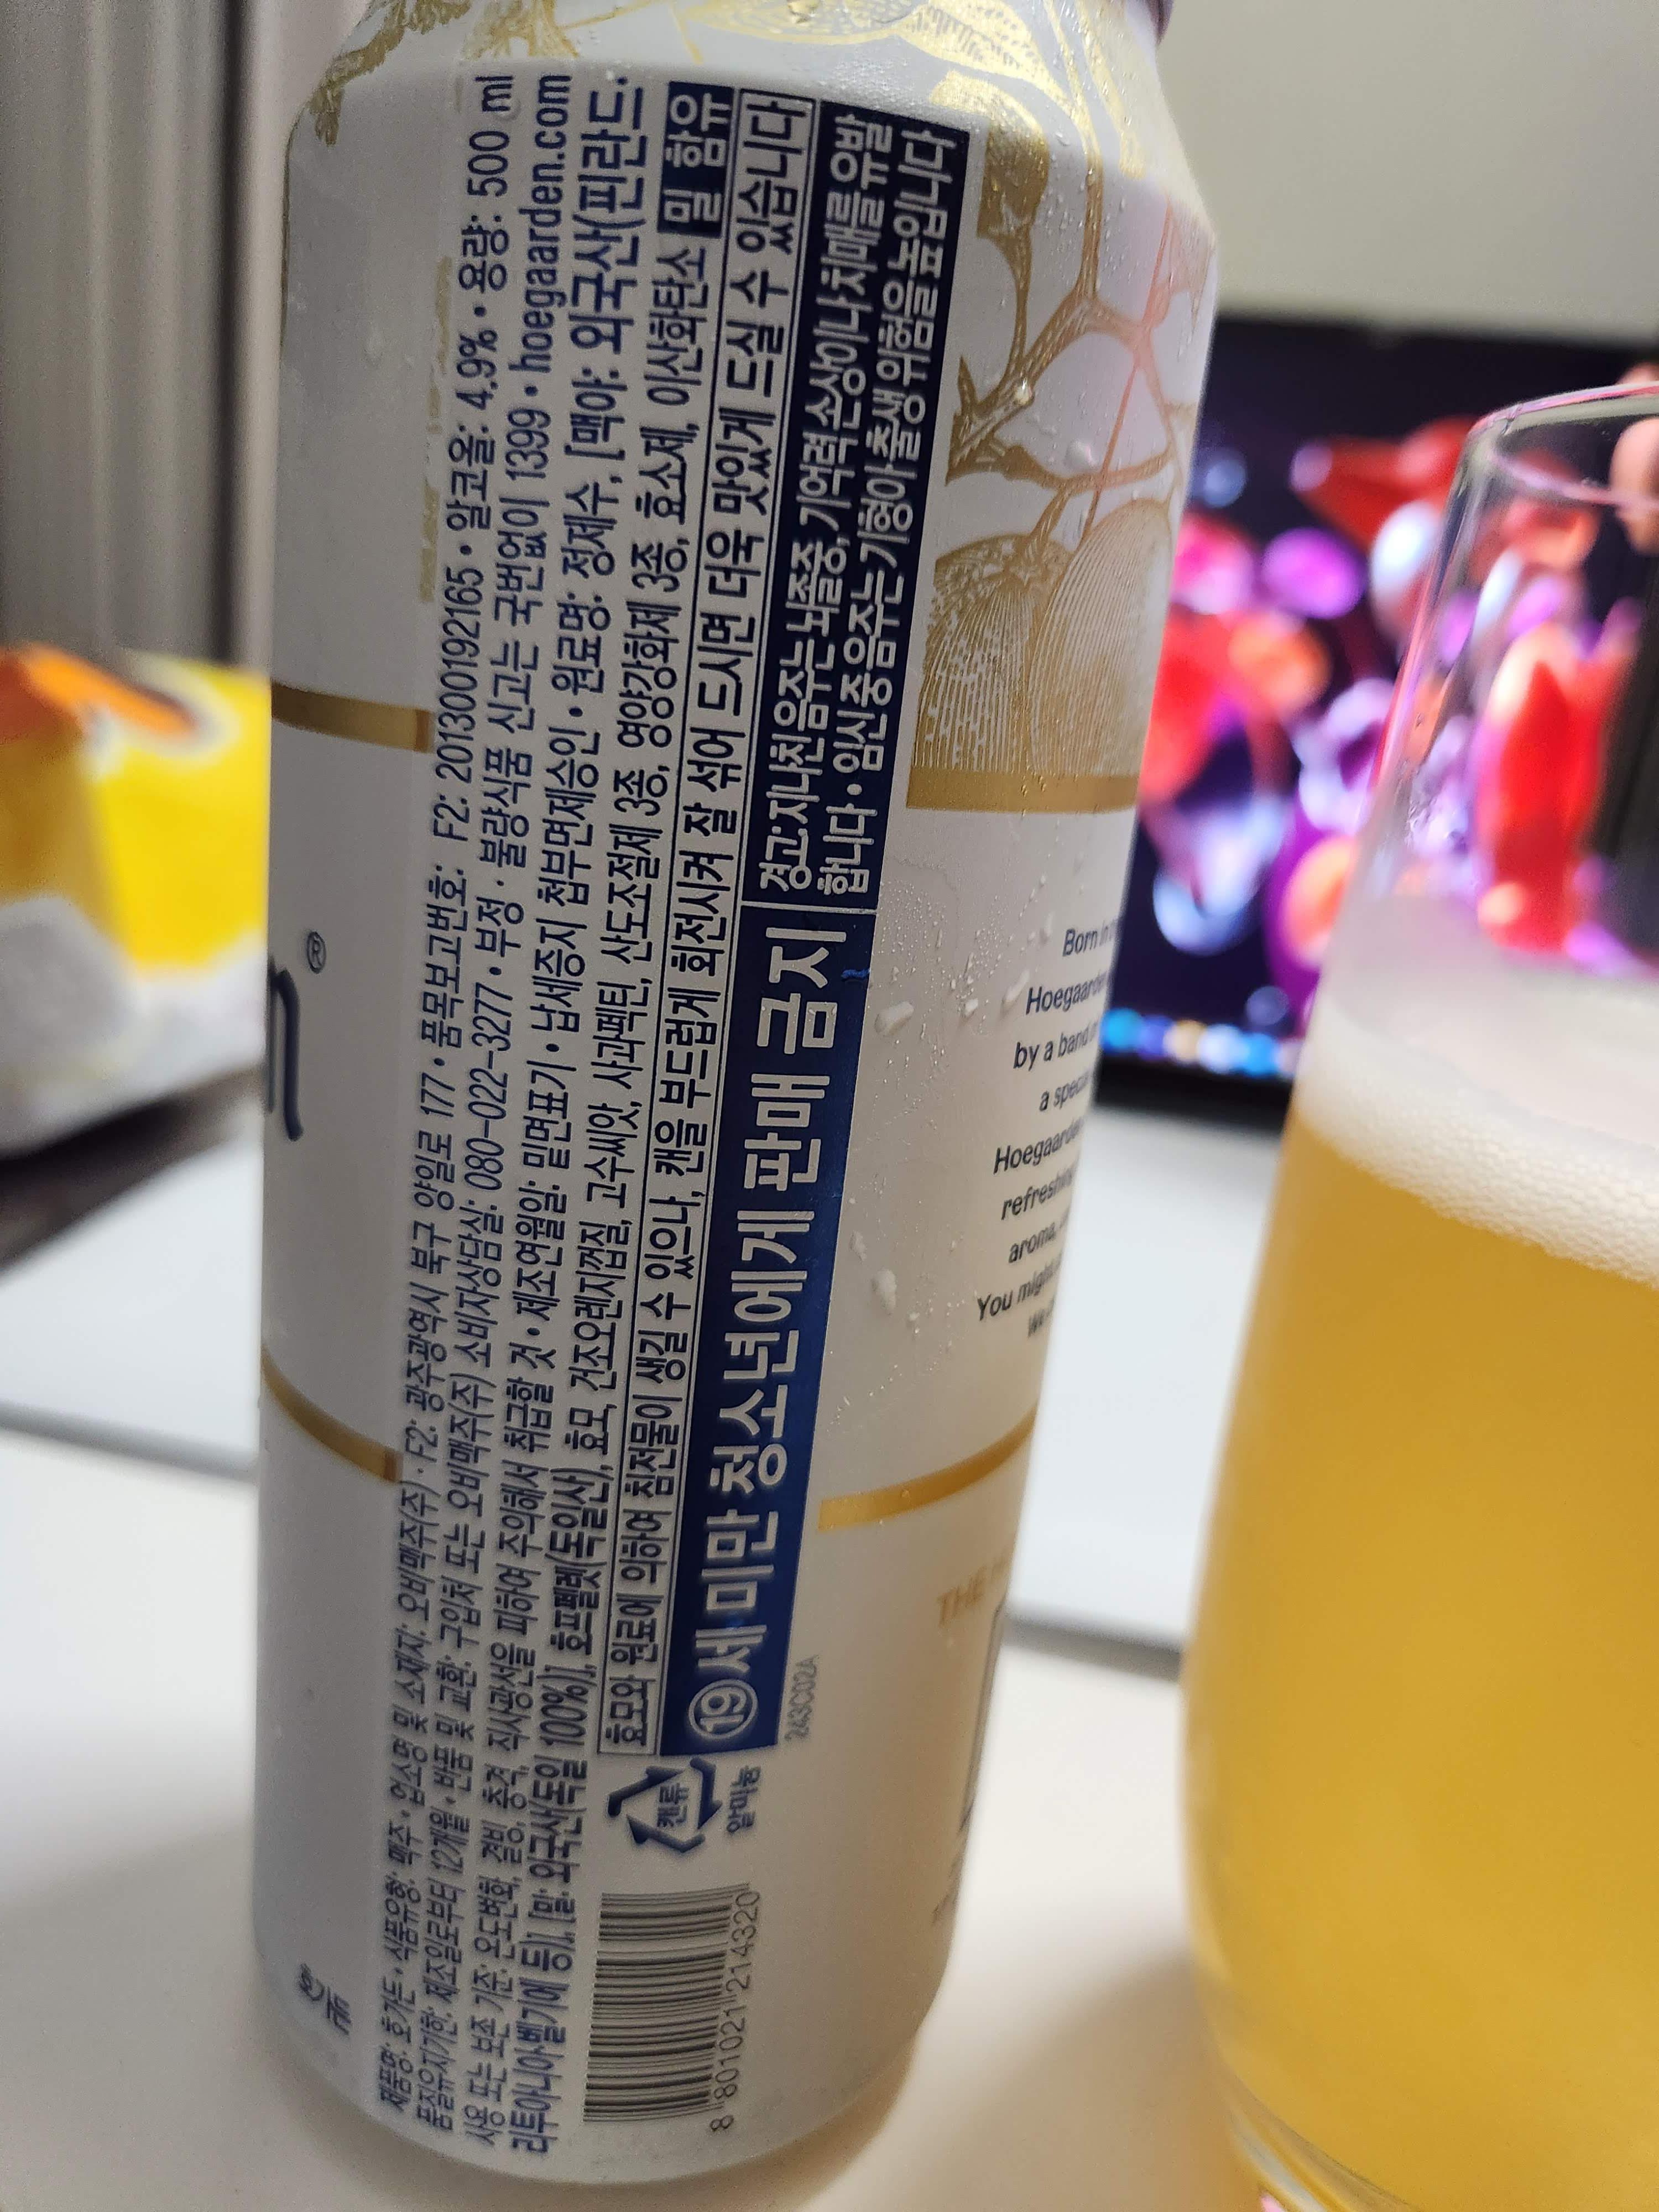 ®
호가든
제품명: 호가든 • 식품유형: 맥주 • 업소명 및 소재지: 오비맥주(주) · F2: 광주광역시 북구 양일로 177 • 품목보고번호: F2: 201300192165 • 알코올: 4.9% • 용량: 500 ml
품질유지기한: 제조일로부터 12개월 • 반품 및 교환: 구입처 또는 오비맥주(주) 소비자상담실: 080-022-3277 • 부정 · 불량식품 신고는 국번없이 1399 • hoegaarden.com
사용 또는 보존 기준: 온도변화, 결빙, 충격, 직사광선을 피하여 주의해서 취급할 것 • 제조연월일: 밑면표기 • 납세증지 첩부면제승인 • 원료명: 정제수, [맥아: 외국산(핀란드,
리투아니아,벨기에 등)], [밀: 외국산(독일 100%)], 호프펠렛(독일산), 효모, 건조오렌지껍질, 고수씨앗, 사과펙틴, 산도조절제 3종, 영양강화제 3종, 효소제, 이산화탄소 밀 함유
효모와 원료에 의하여 침전물이 생길 수 있으나, 캔을 부드럽게 회전시켜 잘 섞어 드시면 더욱 맛있게 드실 수 있습니다
⑲세 미만 청소년에게 판매 금지
경고:지나친음주는뇌졸중,기억력손상이나치매를유발
합니다 • 임신중음주는기형아출생위험을높입니다
캔류
알미늄
243C02A
8 801021 214320
Born in
Hoegaarden
by a band
a special
Hoegaarden
refreshing
aroma,
You might
THE